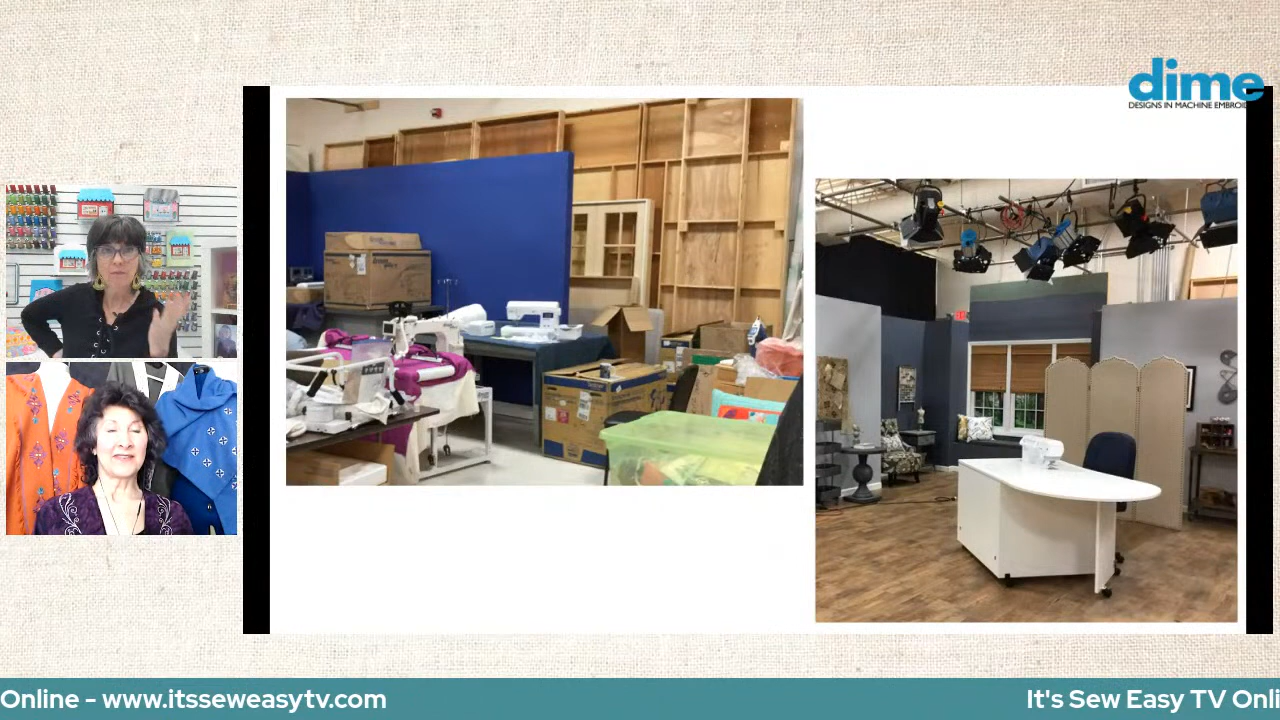 dime
DESIGNS IN MACHINE EMBROI
Online - www.itsseweasytv.com
It's Sew Easy TV Onli